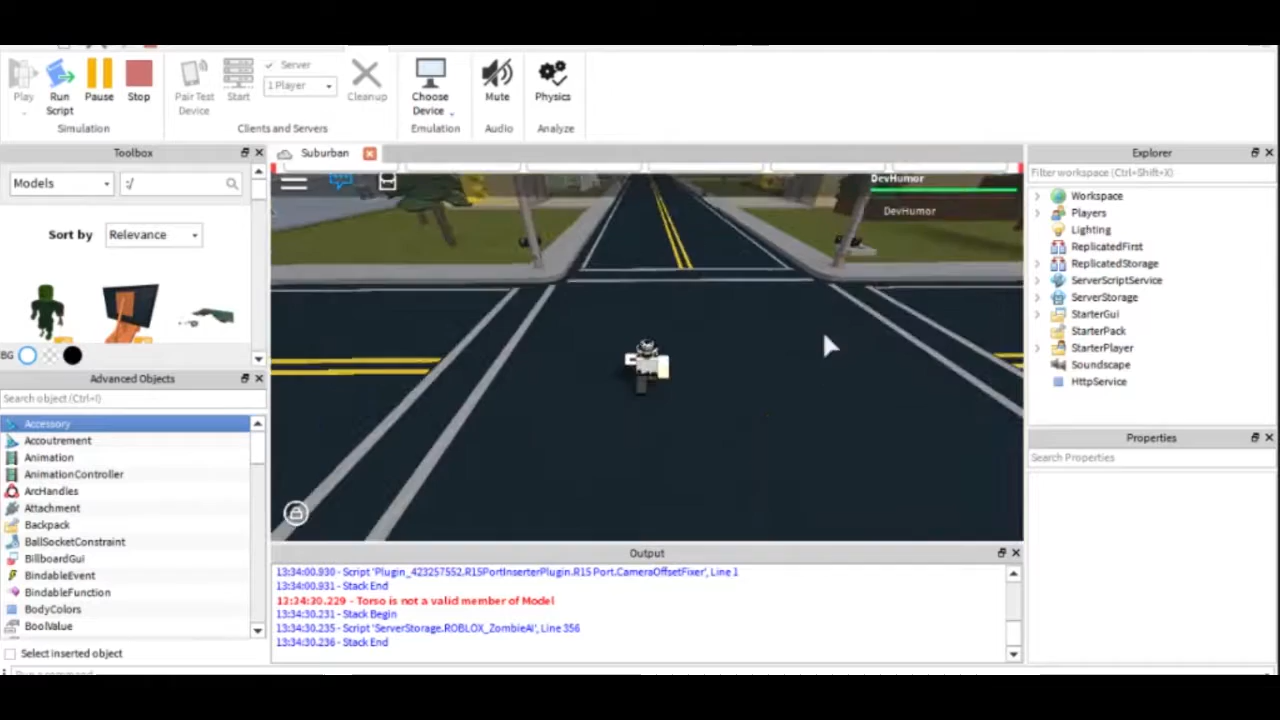 Server
1 Player
Play
Run
Script
Pause
Stop
Pair Test
Device
Start
Cleanup
Choose
Device
Mute
Physics
Simulation
Clients and Servers
Emulation
Audio
Analyze
Toolbox
Suburban
Explorer
Models
:/
Filter workspace (Ctrl+Shift+X)
DevHumor
DevHumor
Sort by
Relevance
Workspace
Players
Lighting
ReplicatedFirst
ReplicatedStorage
ServerScriptService
ServerStorage
StarterGui
StarterPack
StarterPlayer
Soundscape
HttpService
BG
Advanced Objects
Search object (Ctrl+I)
Accessory
Accoutrement
Animation
AnimationController
ArcHandles
Attachment
Backpack
BallSocketConstraint
BillboardGui
BindableEvent
BindableFunction
BodyColors
BoolValue
Select inserted object
Properties
Search Properties
Output
13:34:00.930 - Script 'Plugin_423257552.R15PortInserterPlugin.R15 Port.CameraOffsetFixer', Line 1
13:34:00.931 - Stack End
13:34:30.229 - Torso is not a valid member of Model
13:34:30.231 - Stack Begin
13:34:30.235 - Script 'ServerStorage.ROBLOX_ZombieAI', Line 356
13:34:30.236 - Stack End